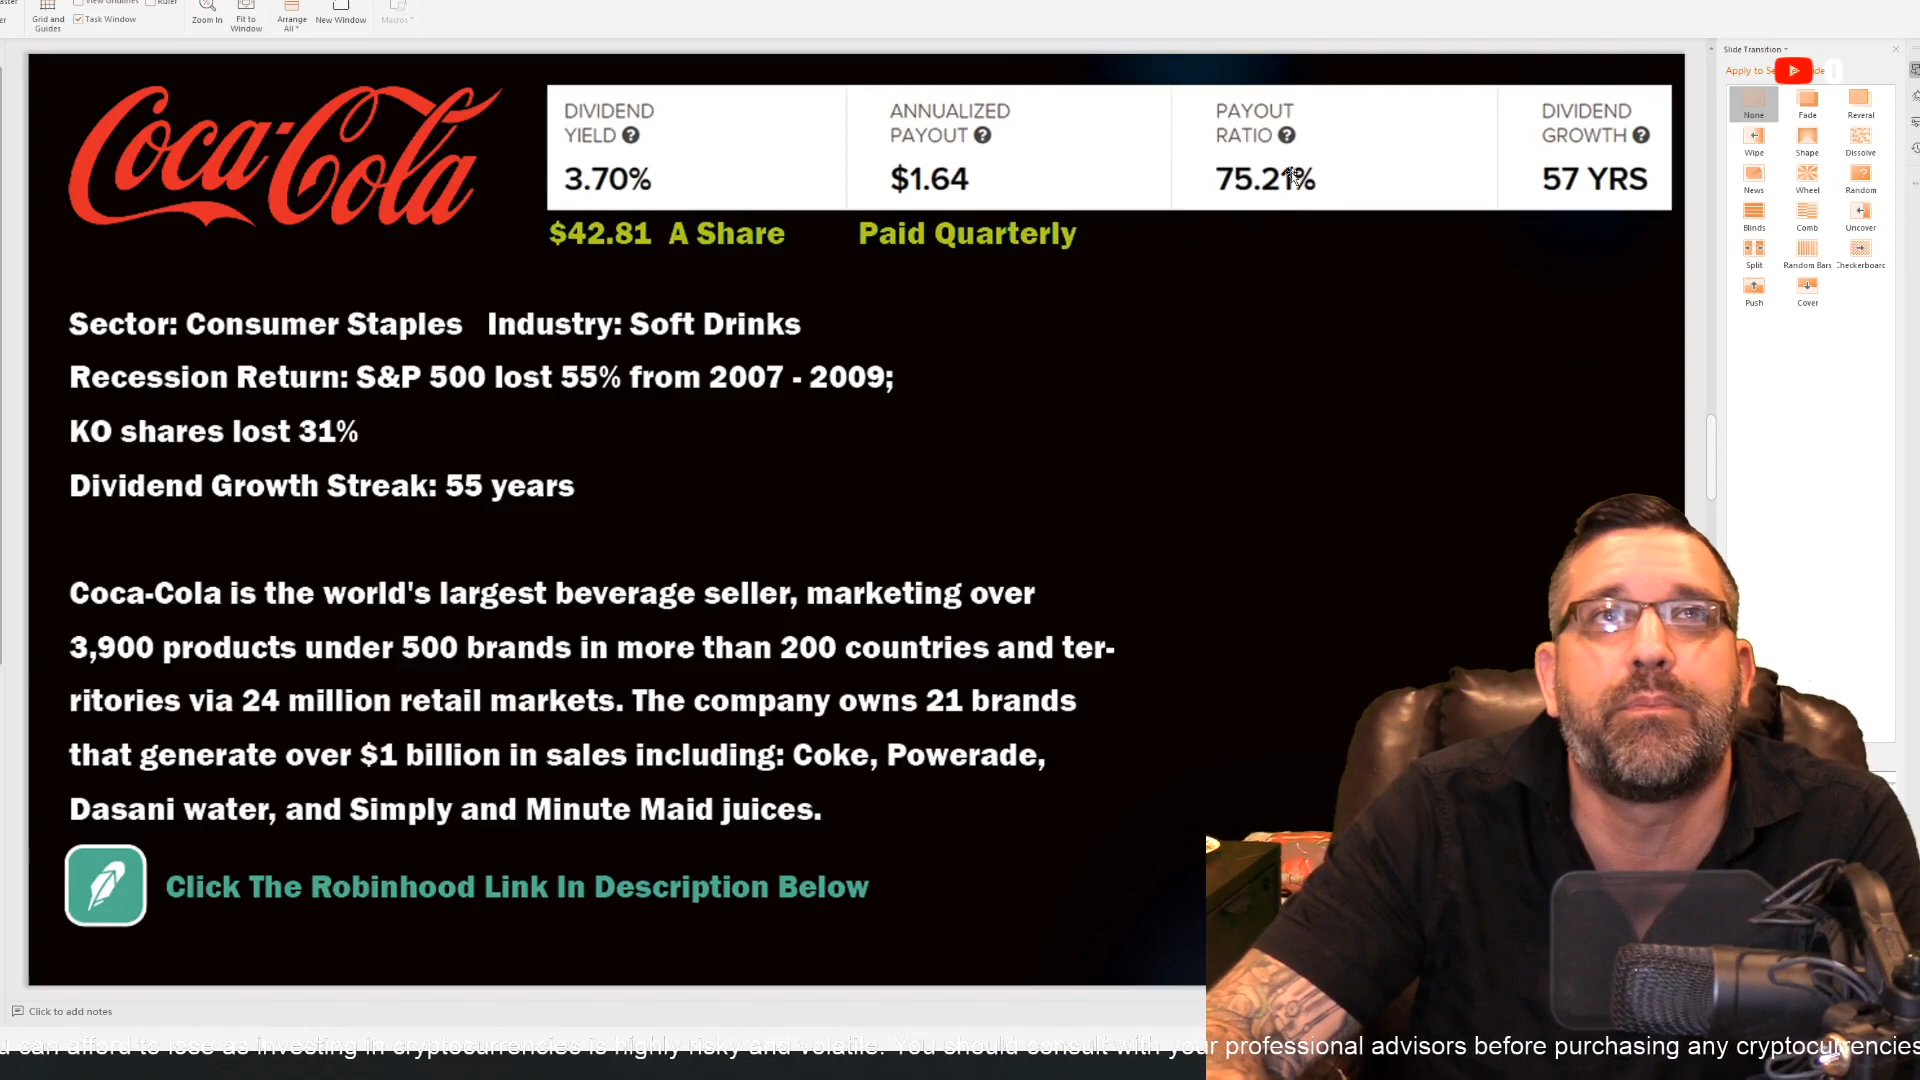 View Gridlines
Ruler
Grid and Guides
Task Window
Zoom In
Fit to Window
Arrange All
New Window
Macros
Slide Transition
Apply to
None
Fade
Reveral
Wipe
Shape
Dissolve
News
Wheel
Random
Blinds
Comb
Uncover
Split
Random Bars
Checkerboard
Push
Cover
Coca-Cola
DIVIDEND YIELD ?
3.70%
ANNUALIZED PAYOUT ?
$1.64
PAYOUT RATIO ?
75.21%
DIVIDEND GROWTH ?
57 YRS
$42.81 A Share
Paid Quarterly
Sector: Consumer Staples Industry: Soft Drinks
Recession Return: S&P 500 lost 55% from 2007 - 2009;
KO shares lost 31%
Dividend Growth Streak: 55 years
Coca-Cola is the world's largest beverage seller, marketing over
3,900 products under 500 brands in more than 200 countries and ter-
ritories via 24 million retail markets. The company owns 21 brands
that generate over $1 billion in sales including: Coke, Powerade,
Dasani water, and Simply and Minute Maid juices.
Click The Robinhood Link In Description Below
Click to add notes
can afford to lose as investing in cryptocurrencies is highly risky and volatile. You should consult with your professional advisors before purchasing any cryptocurrencies